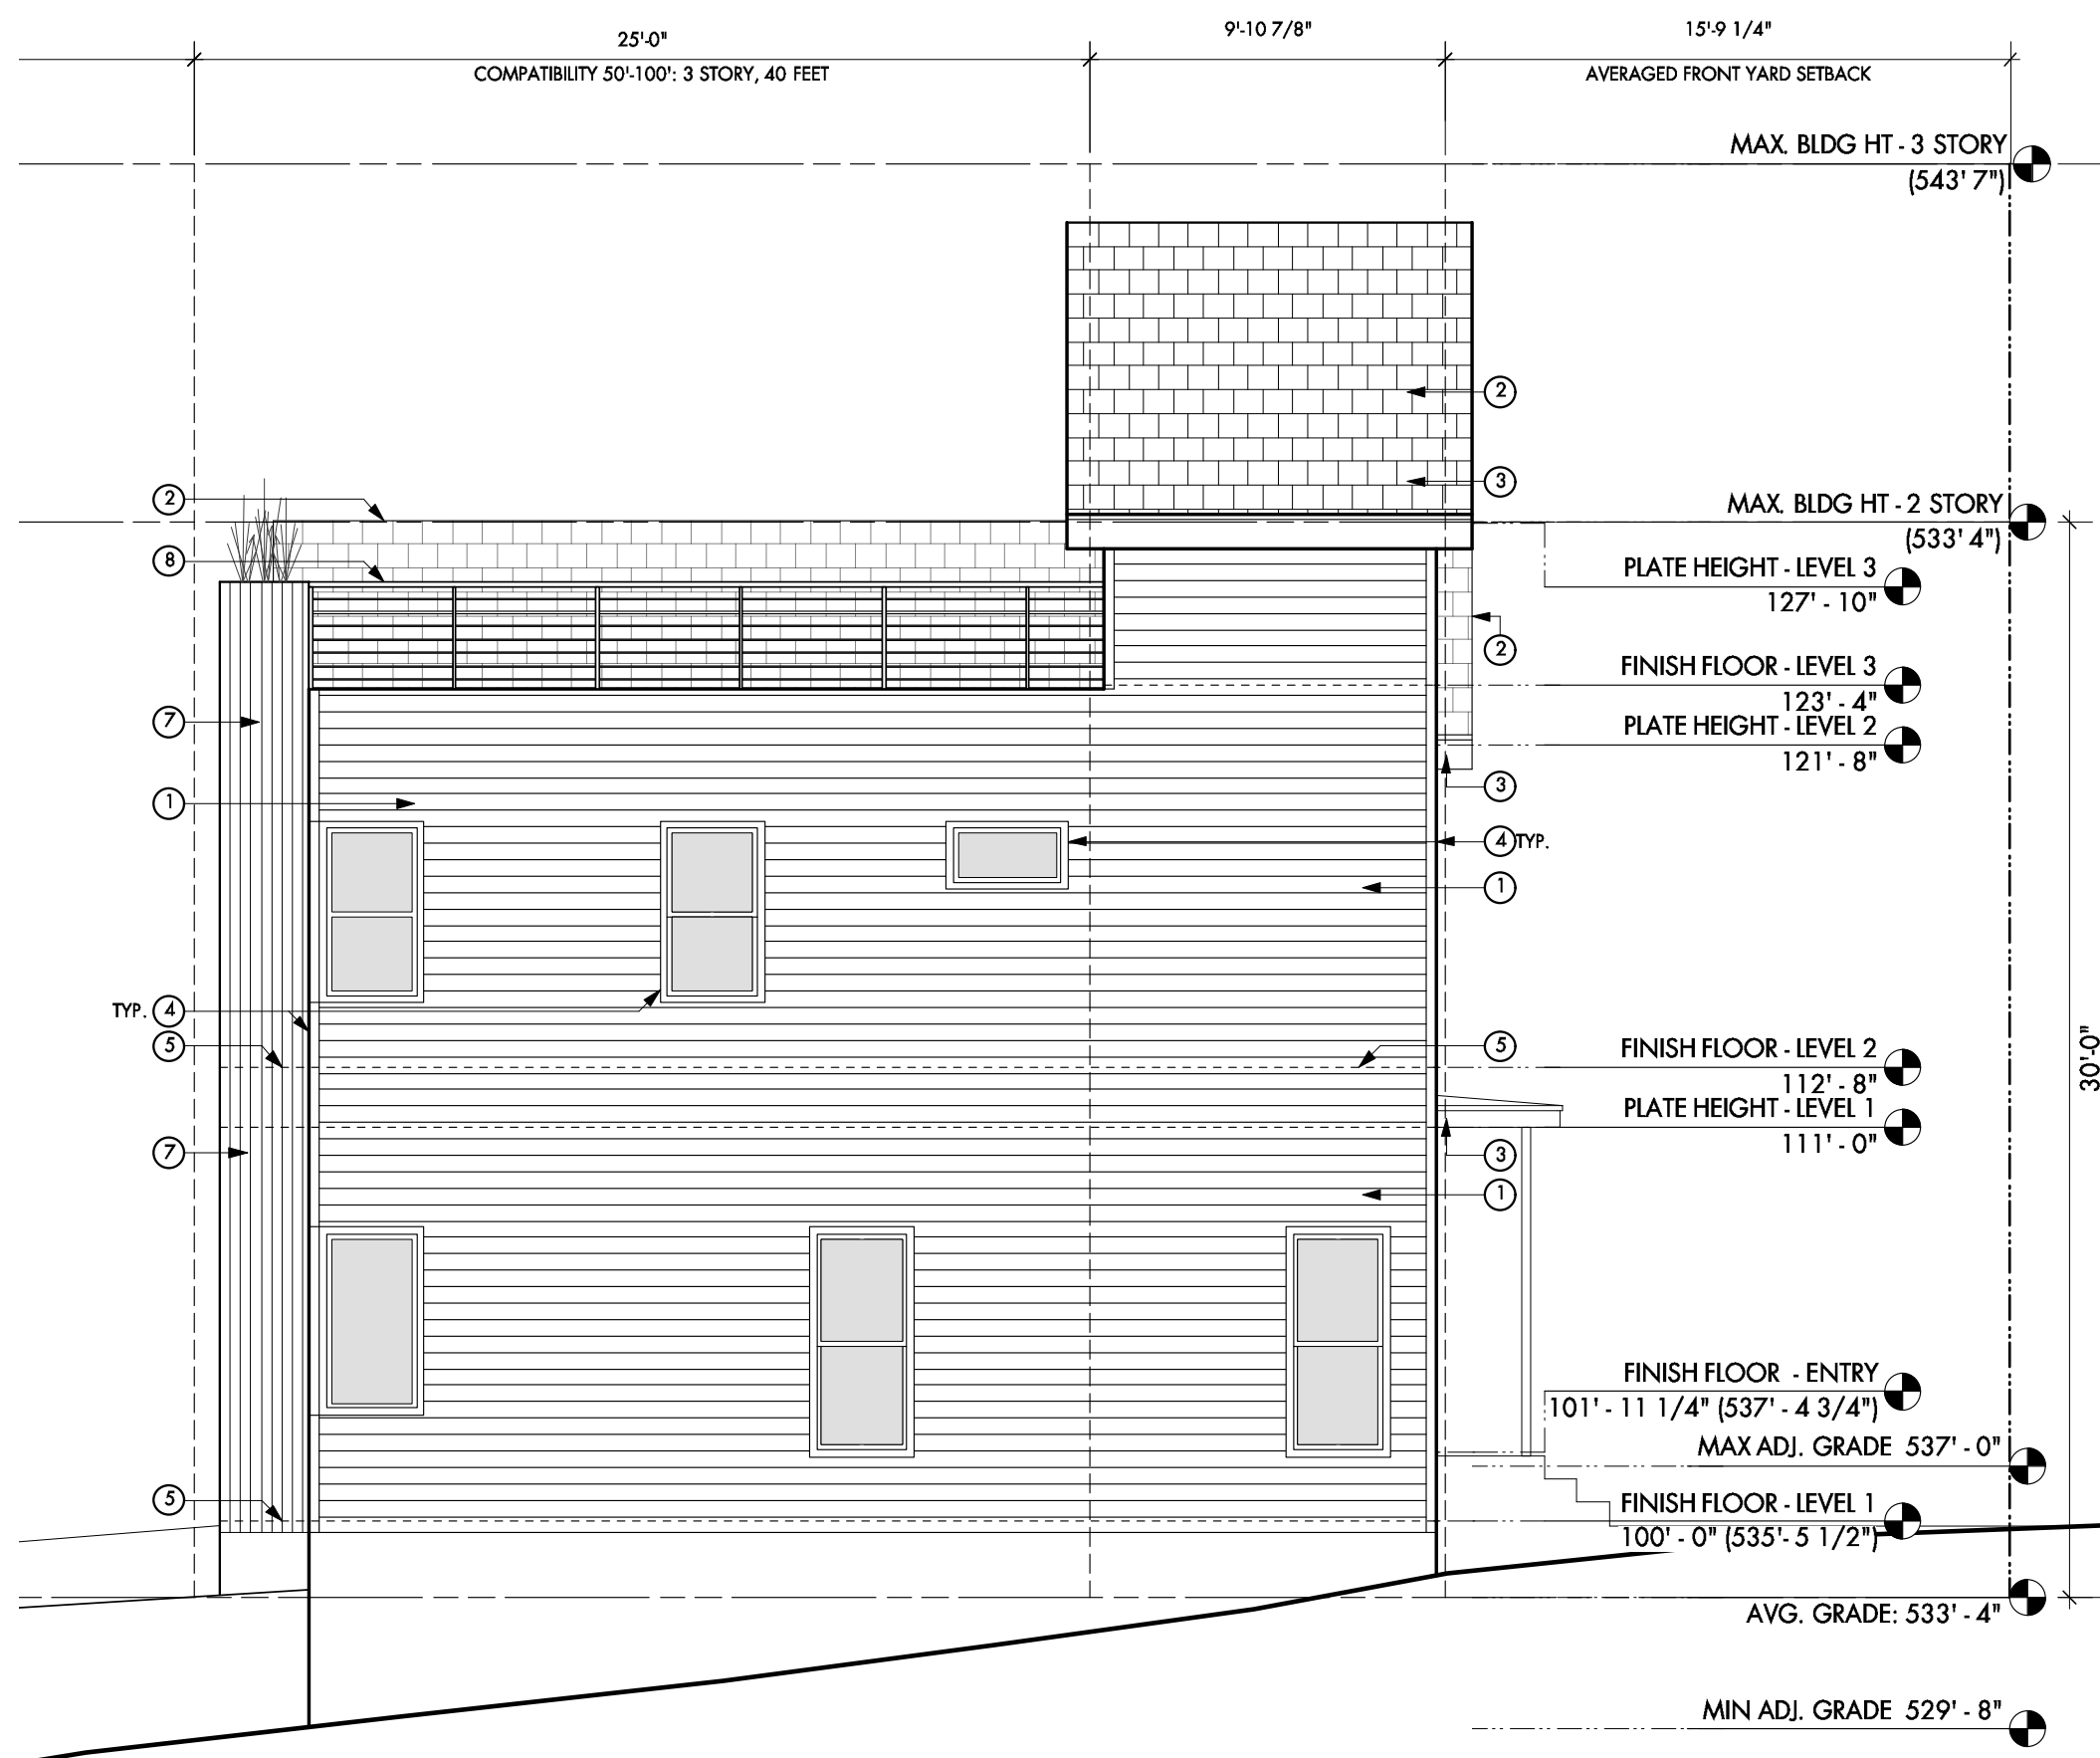 25'-0"
9'-10 7/8"
15'-9 1/4"
COMPATIBILITY 50'-100': 3 STORY, 40 FEET
AVERAGED FRONT YARD SETBACK
MAX. BLDG HT - 3 STORY
(543' 7")
2
3
2
MAX. BLDG HT - 2 STORY
(533' 4")
8
PLATE HEIGHT - LEVEL 3
127' - 10"
2
FINISH FLOOR - LEVEL 3
123' - 4"
7
PLATE HEIGHT - LEVEL 2
121' - 8"
3
1
4 TYP.
1
TYP. 4
5
5
FINISH FLOOR - LEVEL 2
112' - 8"
30'-0"
PLATE HEIGHT - LEVEL 1
111' - 0"
7
3
1
FINISH FLOOR - ENTRY
101' - 11 1/4" (537' - 4 3/4")
MAX ADJ. GRADE 537' - 0"
5
FINISH FLOOR - LEVEL 1
100' - 0" (535'- 5 1/2")
AVG. GRADE: 533' - 4"
MIN ADJ. GRADE 529' - 8"